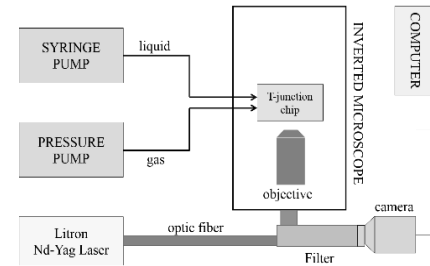 SYRINGE
PUMP
liquid
T-junction
chip
PRESSURE
PUMP
gas
objective
INVERTED MICROSCOPE
COMPUTER
Litron
Nd-Yag Laser
optic fiber
Filter
camera